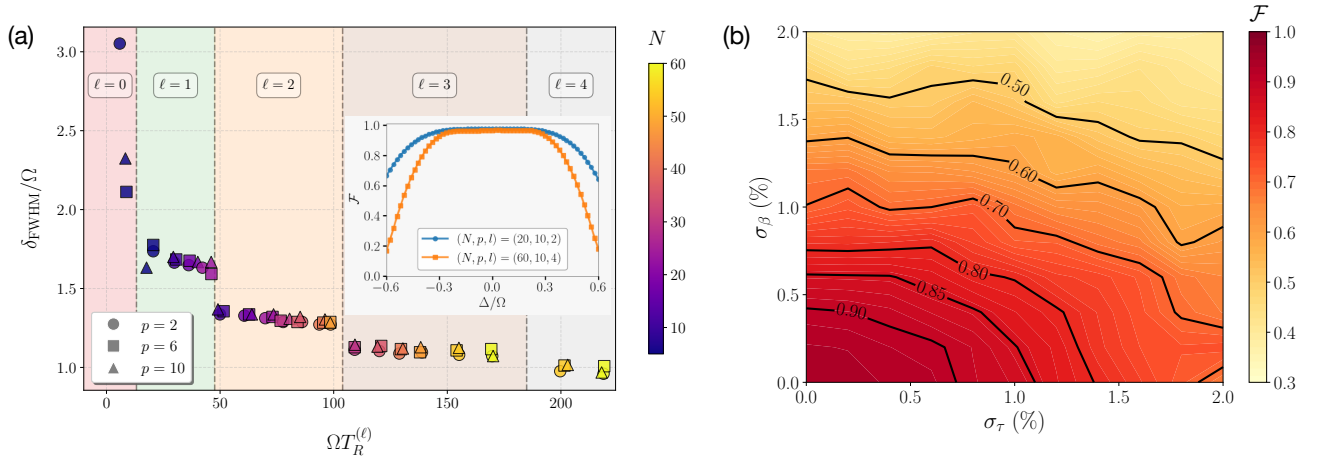 (a)
δ_FWHM/Ω
3.0
2.5
2.0
1.5
1.0
ℓ=0
ℓ=1
ℓ=2
ℓ=3
ℓ=4
p = 2
p = 6
p = 10
0
50
100
150
200
ΩT_R^(ℓ)
1.0
0.8
0.6
0.4
0.2
0.0
F
(N, p, l) = (20, 10, 2)
(N, p, l) = (60, 10, 4)
−0.6
−0.3
0.0
0.3
0.6
Δ/Ω
N
60
50
40
30
20
10
(b)
σ_β (%)
2.0
1.5
1.0
0.5
0.0
0.50
0.60
0.70
0.80
0.85
0.90
0.0
0.5
1.0
1.5
2.0
σ_τ (%)
F
1.0
0.9
0.8
0.7
0.6
0.5
0.4
0.3